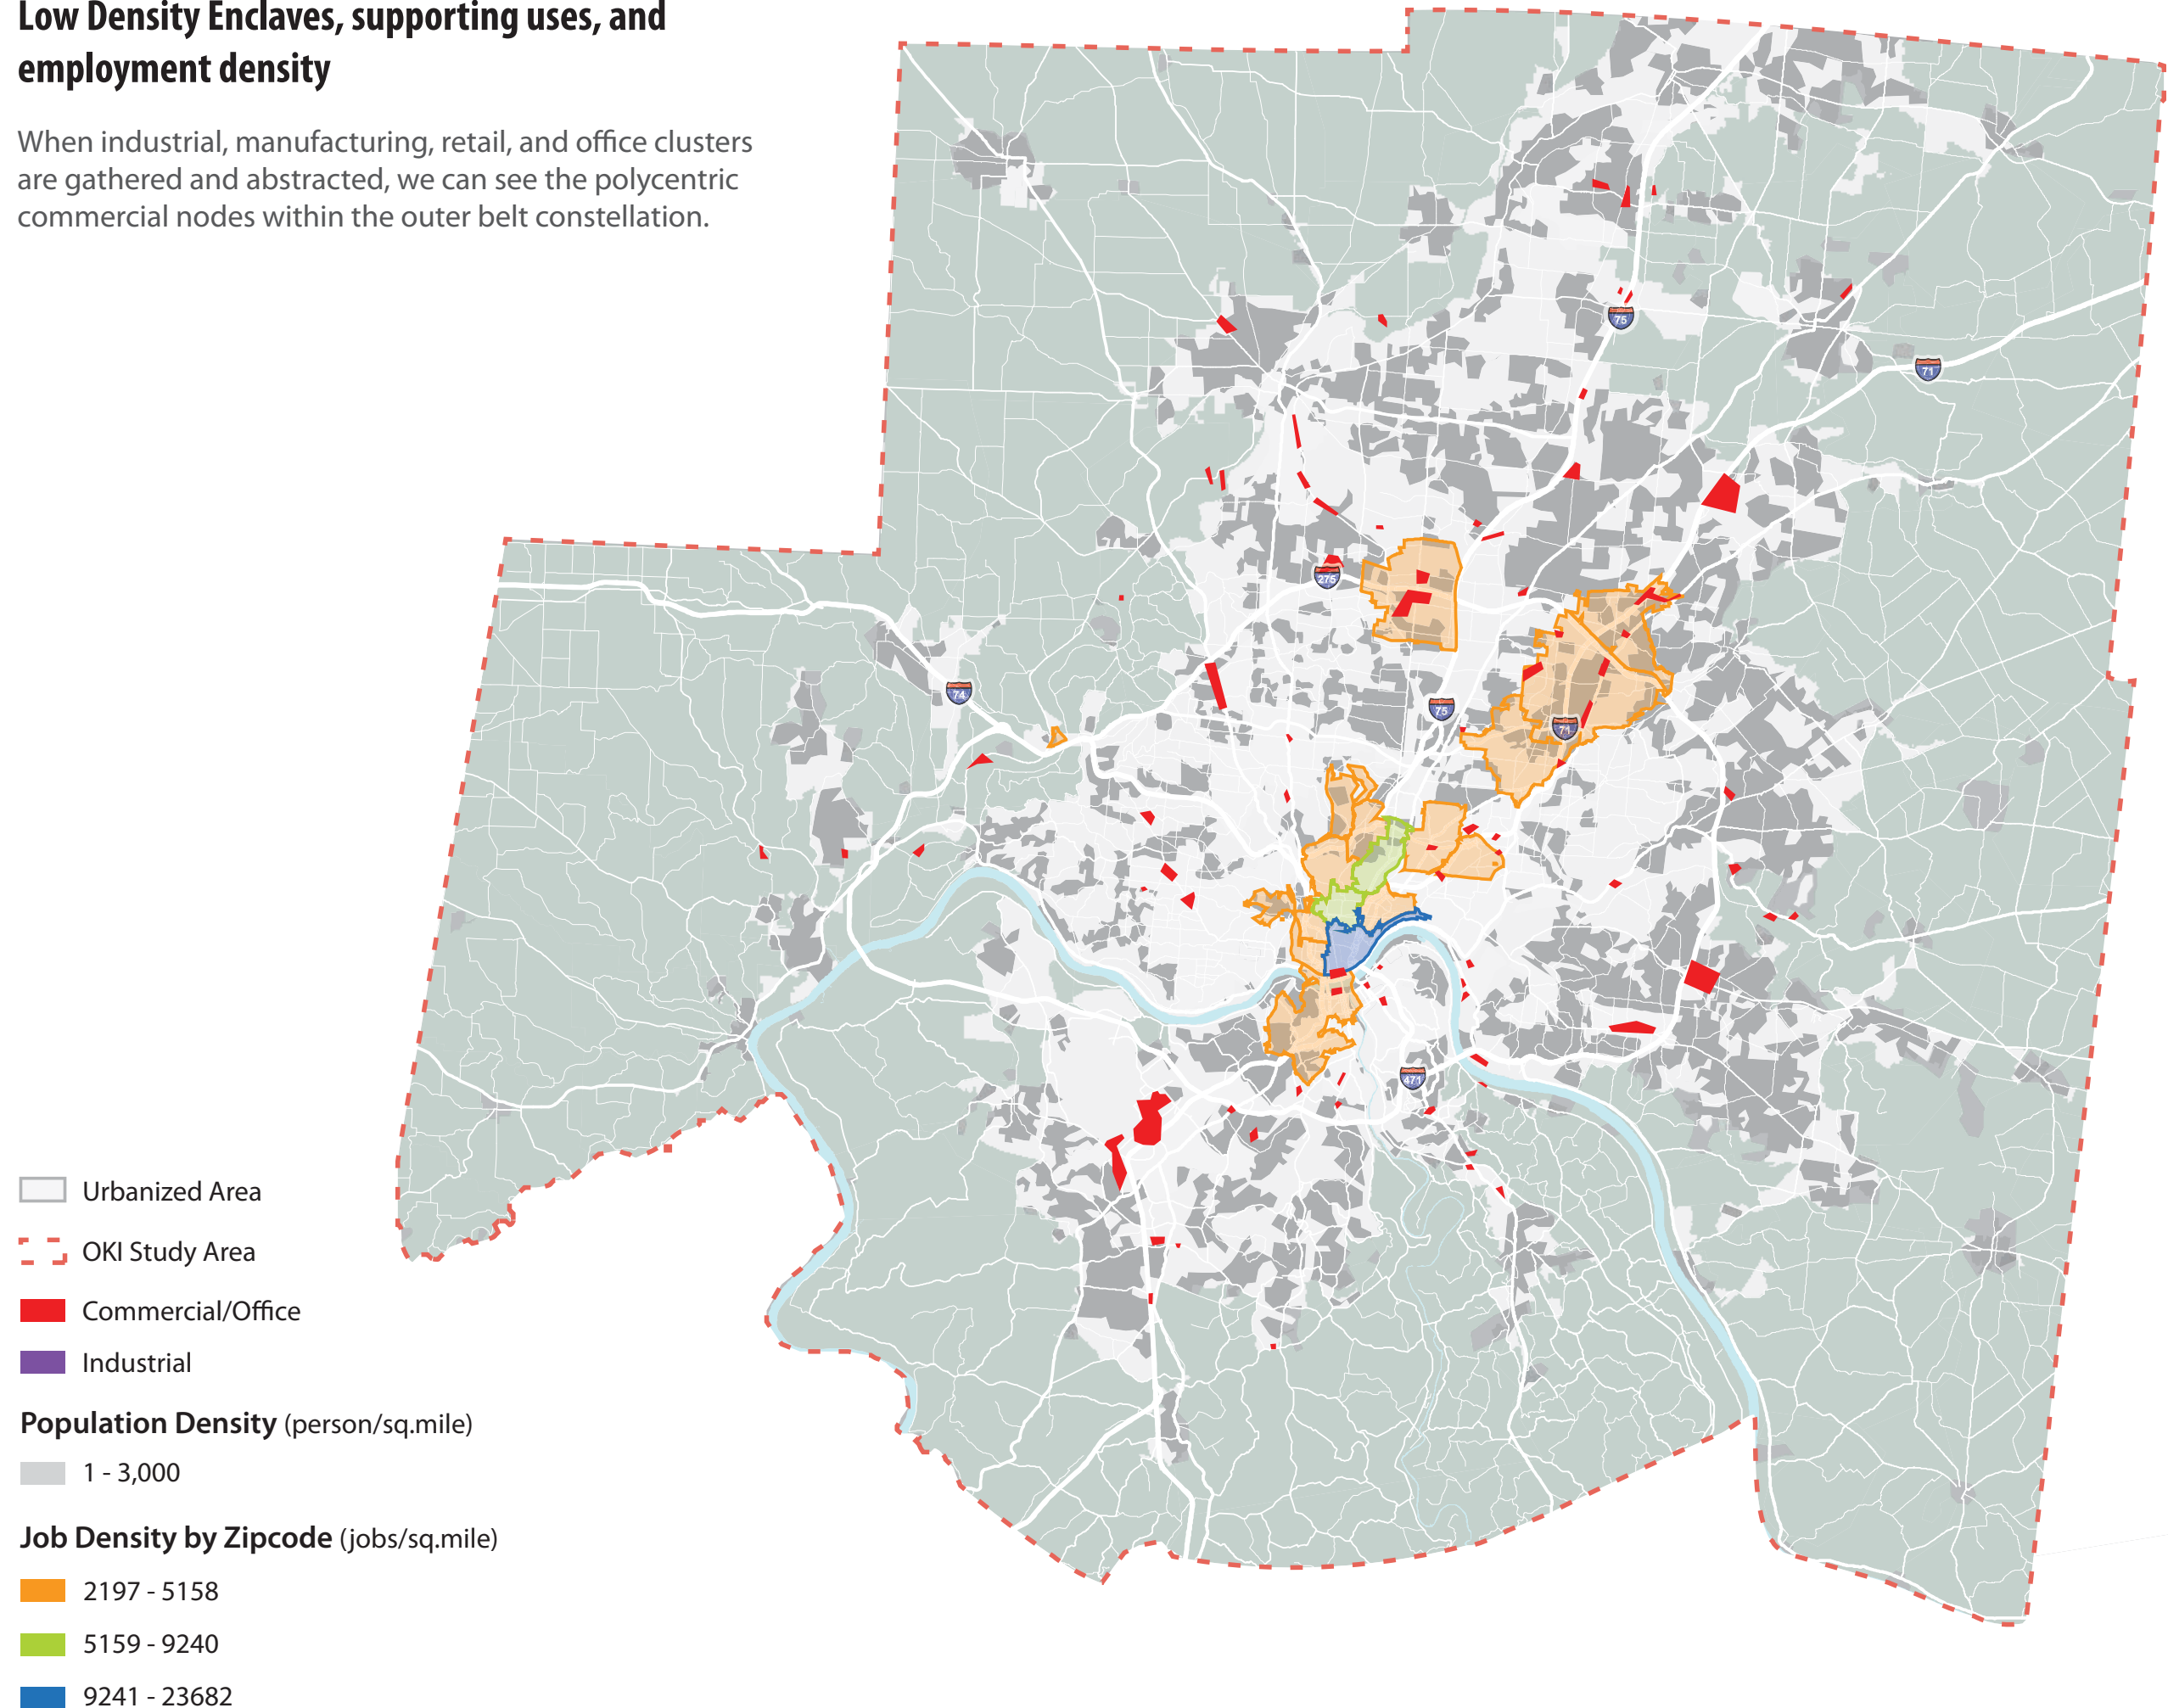 Low Density Enclaves, supporting uses, and
employment density
When industrial, manufacturing, retail, and office clusters
are gathered and abstracted, we can see the polycentric
commercial nodes within the outer belt constellation.
75
71
275
74
75
71
471
Urbanized Area
OKI Study Area
Commercial/Office
Industrial
Population Density (person/sq.mile)
1 - 3,000
Job Density by Zipcode (jobs/sq.mile)
2197 - 5158
5159 - 9240
9241 - 23682